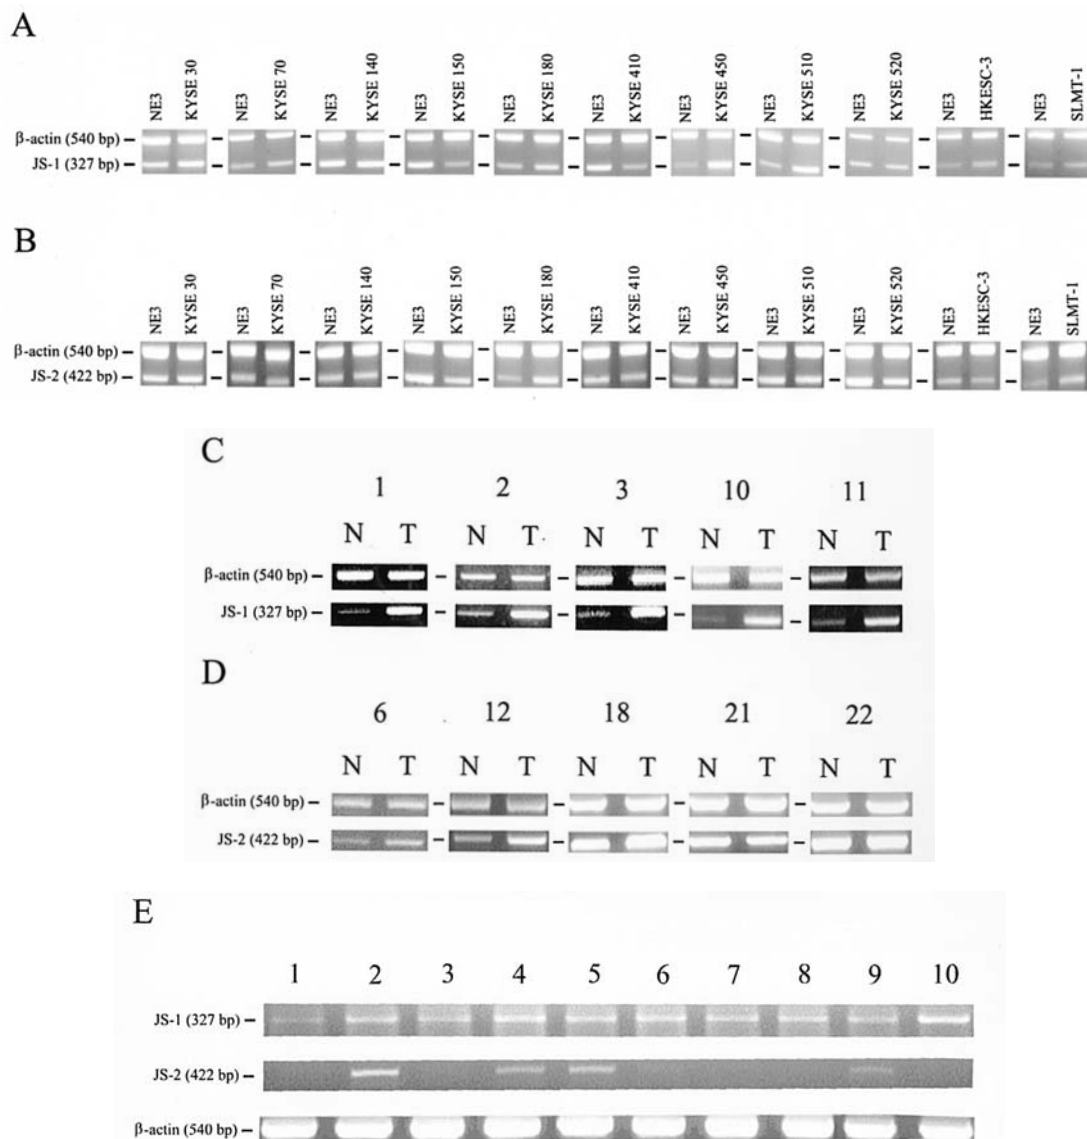 A
NE3 KYSE 30 NE3 KYSE 70 NE3 KYSE 140 NE3 KYSE 150 NE3 KYSE 180 NE3 KYSE 410 NE3 KYSE 450 NE3 KYSE 510 NE3 KYSE 520 NE3 HKESC-3 NE3 SLMT-1
β-actin (540 bp)
JS-1 (327 bp)
B
NE3 KYSE 30 NE3 KYSE 70 NE3 KYSE 140 NE3 KYSE 150 NE3 KYSE 180 NE3 KYSE 410 NE3 KYSE 450 NE3 KYSE 510 NE3 KYSE 520 NE3 HKESC-3 NE3 SLMT-1
β-actin (540 bp)
JS-2 (422 bp)
C
1 2 3 10 11
N T N T N T N T N T
β-actin (540 bp)
JS-1 (327 bp)
D
6 12 18 21 22
N T N T N T N T N T
β-actin (540 bp)
JS-2 (422 bp)
E
1 2 3 4 5 6 7 8 9 10
JS-1 (327 bp)
JS-2 (422 bp)
β-actin (540 bp)